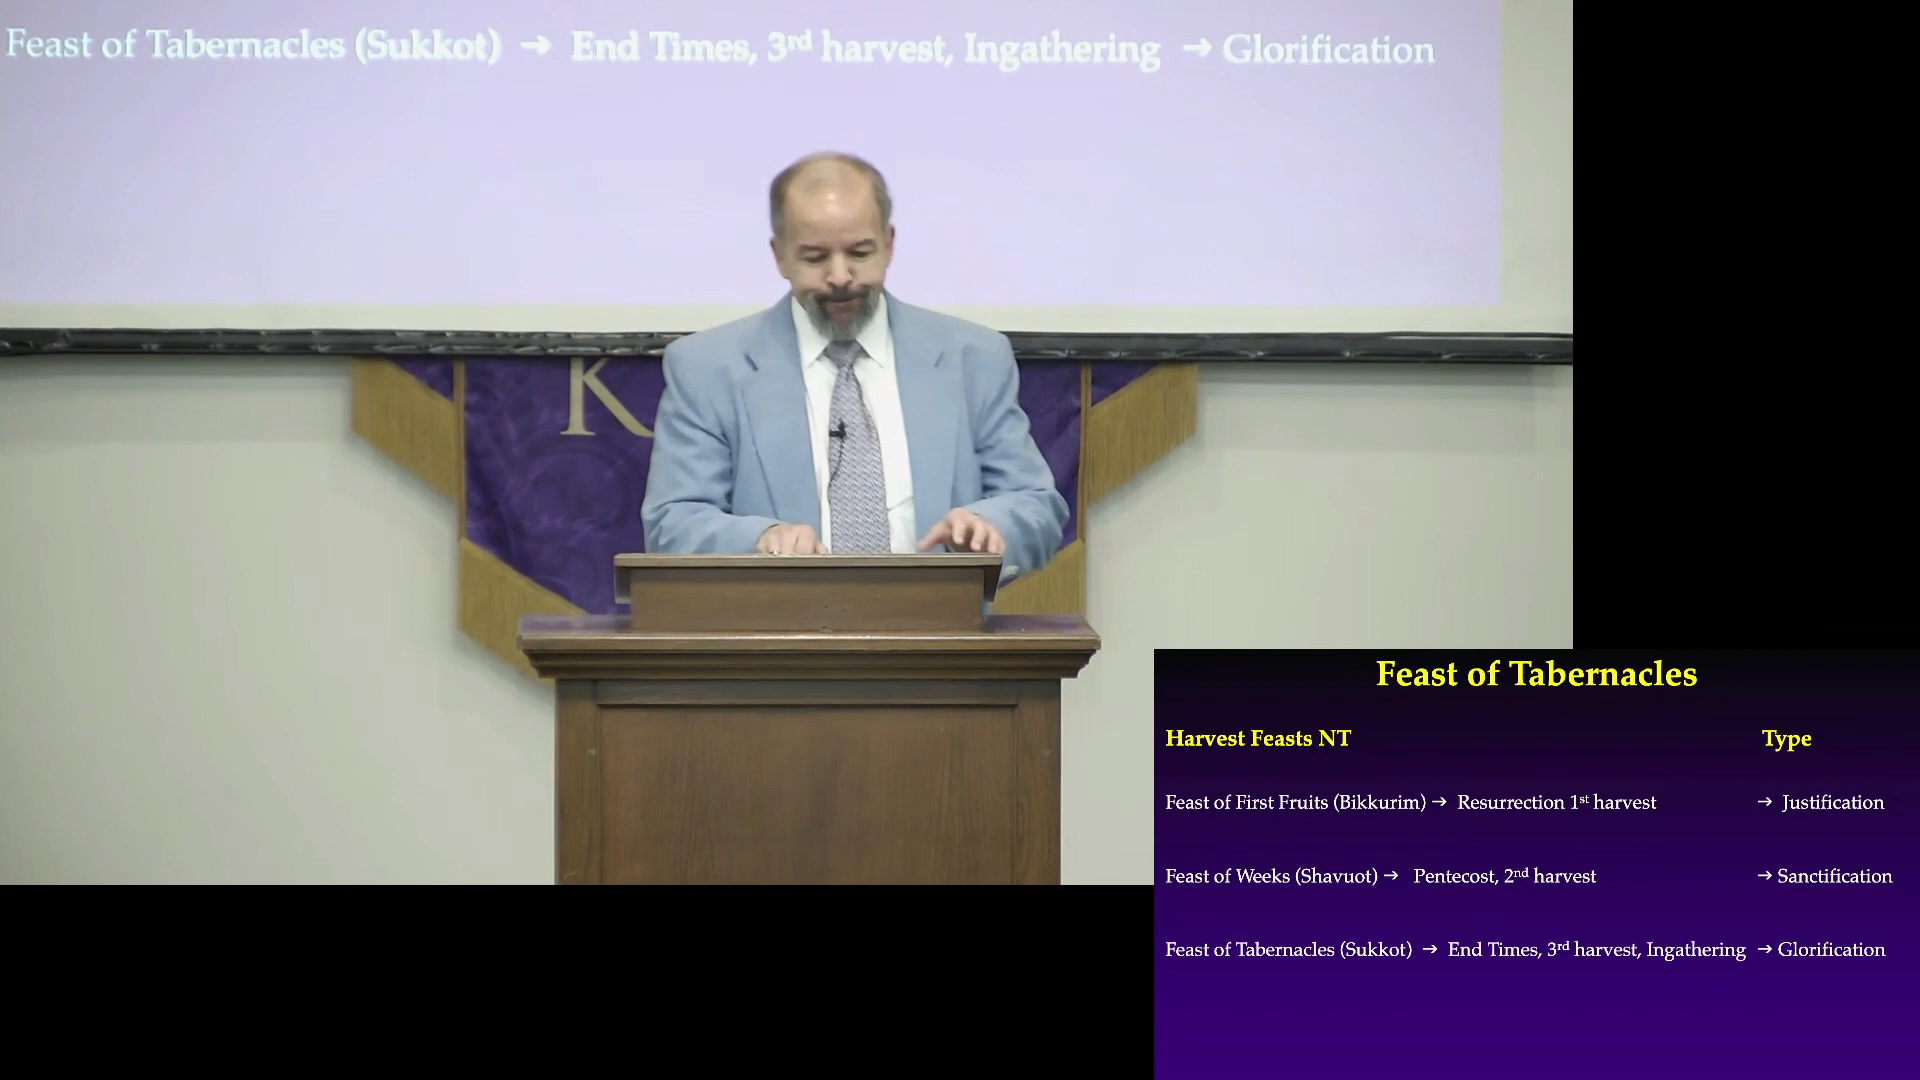 Feast of Tabernacles (Sukkot) → End Times, 3rd harvest, Ingathering → Glorification
K
Feast of Tabernacles
Harvest Feasts NT Type
Feast of First Fruits (Bikkurim) → Resurrection 1st harvest → Justification
Feast of Weeks (Shavuot) → Pentecost, 2nd harvest → Sanctification
Feast of Tabernacles (Sukkot) → End Times, 3rd harvest, Ingathering → Glorification